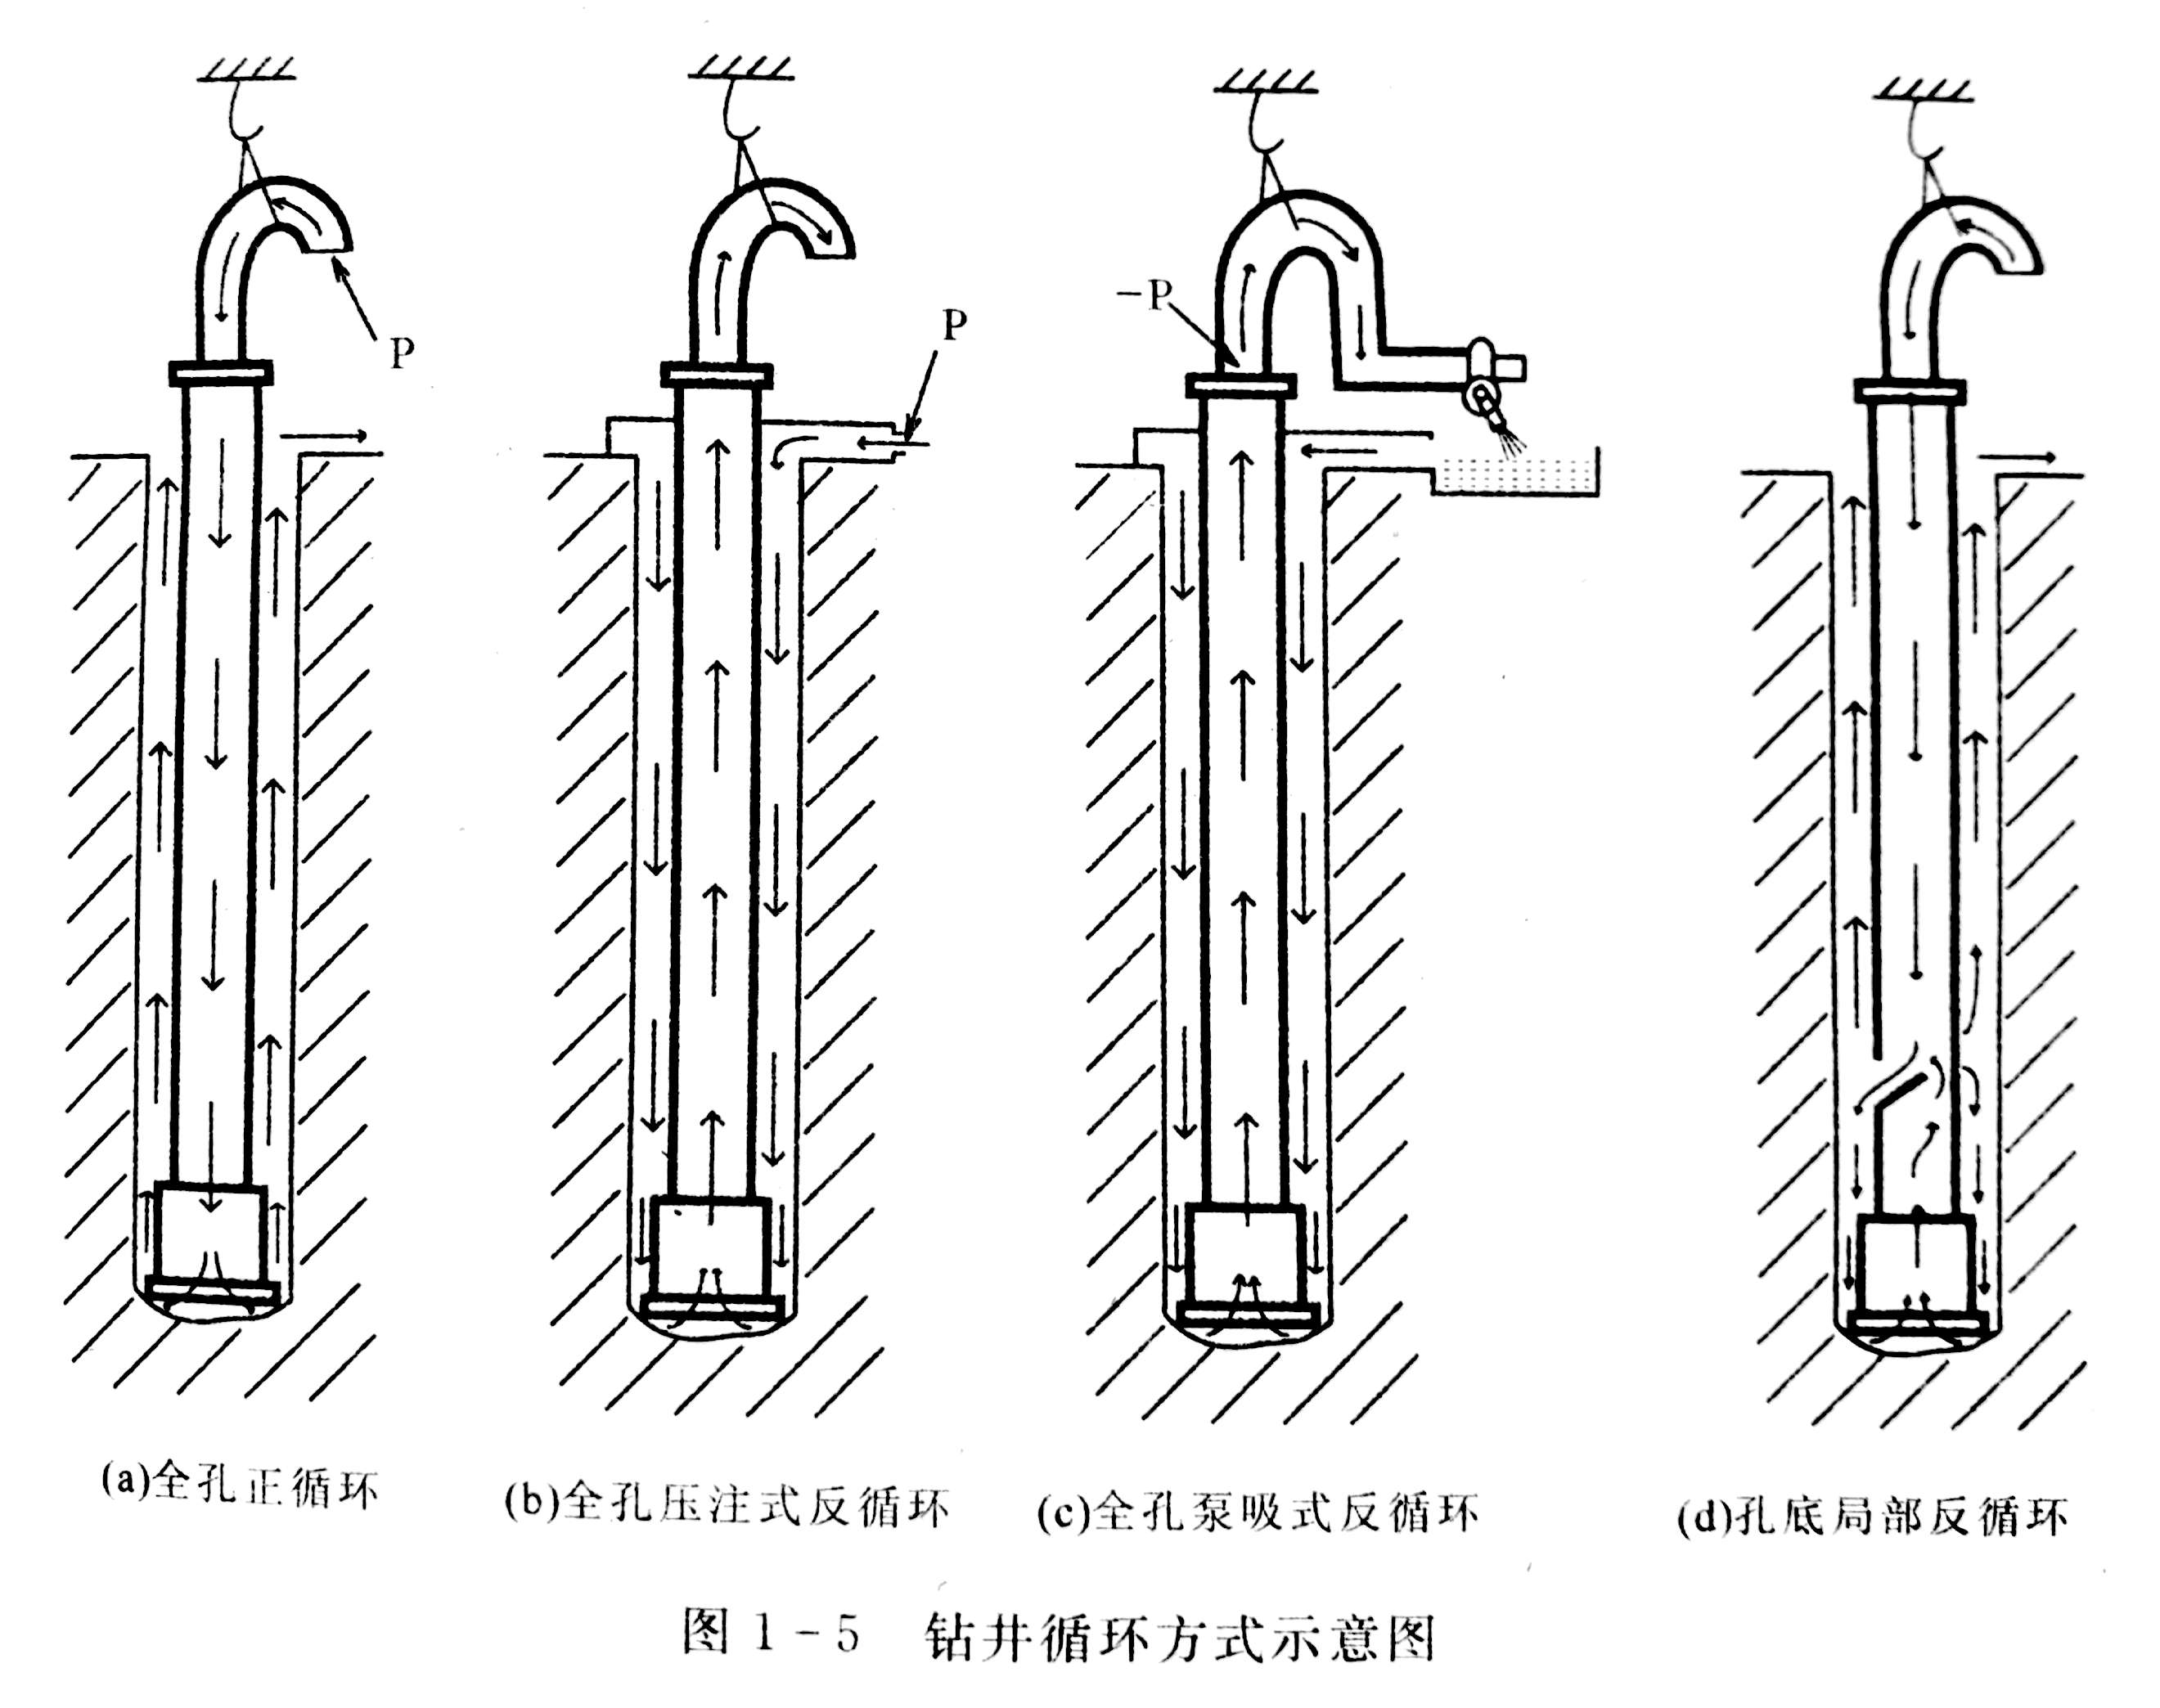 P
P
-P
(a)全孔正循环
(b)全孔压注式反循环
(c)全孔泵吸式反循环
(d)孔底局部反循环
图 1-5 钻井循环方式示意图